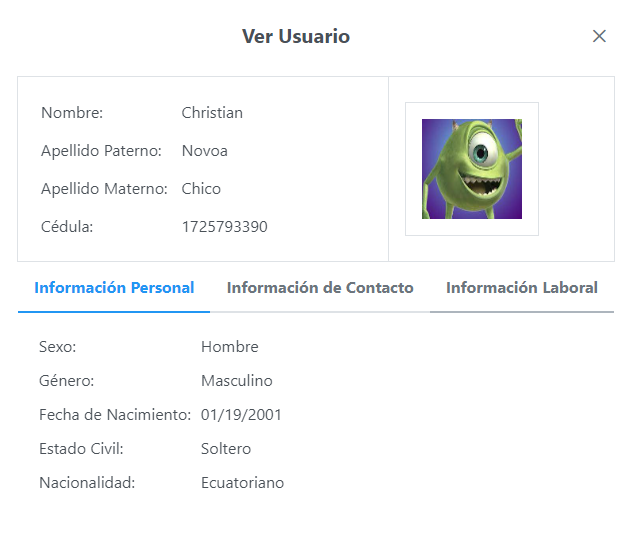 Ver Usuario
Nombre: Christian
Apellido Paterno: Novoa
Apellido Materno: Chico
Cédula: 1725793390
Información Personal Información de Contacto Información Laboral
Sexo: Hombre
Género: Masculino
Fecha de Nacimiento: 01/19/2001
Estado Civil: Soltero
Nacionalidad: Ecuatoriano